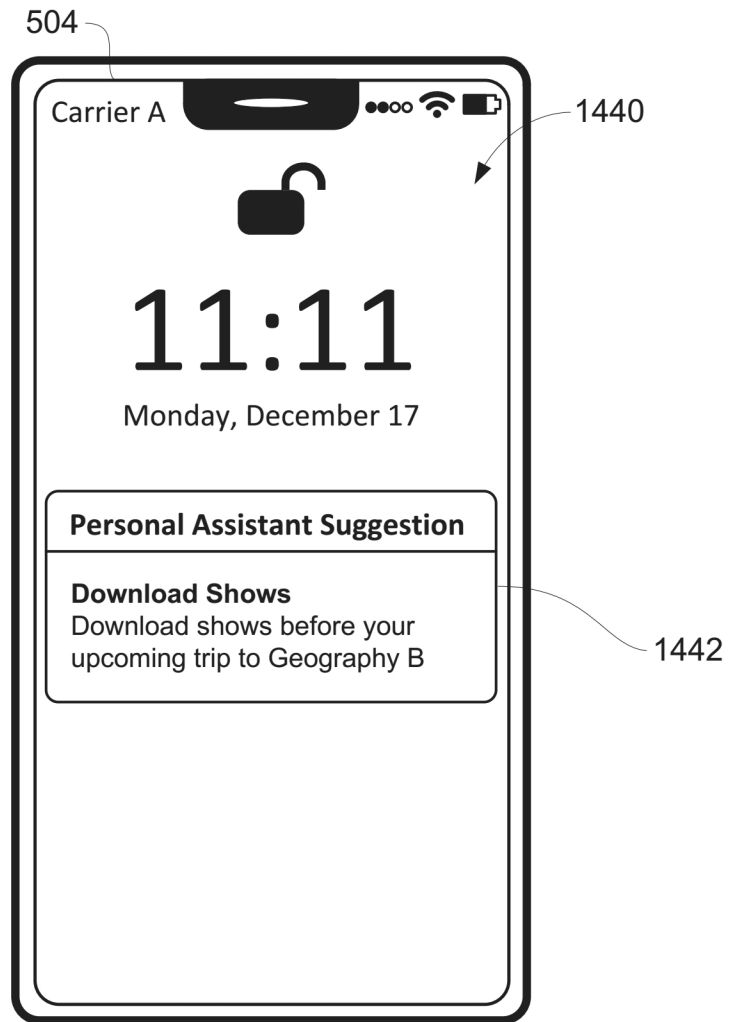 504
Carrier A
1440
11:11
Monday, December 17
Personal Assistant Suggestion
Download Shows
Download shows before your
upcoming trip to Geography B
1442